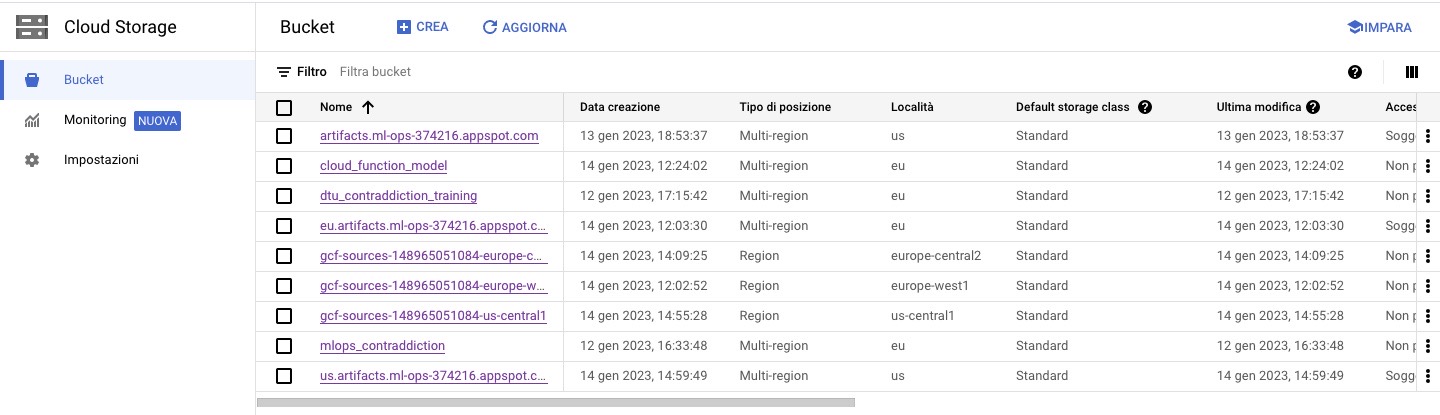 Cloud Storage
Bucket
CREA
AGGIORNA
IMPARA
Bucket
Monitoring NUOVA
Impostazioni
Filtro Filtra bucket
Nome Data creazione Tipo di posizione Località Default storage class Ultima modifica Acces
artifacts.ml-ops-374216.appspot.com 13 gen 2023, 18:53:37 Multi-region us Standard 13 gen 2023, 18:53:37 Sogg
cloud_function_model 14 gen 2023, 12:24:02 Multi-region eu Standard 14 gen 2023, 12:24:02 Non p
dtu_contraddiction_training 12 gen 2023, 17:15:42 Multi-region eu Standard 12 gen 2023, 17:15:42 Non p
eu.artifacts.ml-ops-374216.appspot.c... 14 gen 2023, 12:03:30 Multi-region eu Standard 14 gen 2023, 12:03:30 Sogg
gcf-sources-148965051084-europe-c... 14 gen 2023, 14:09:25 Region europe-central2 Standard 14 gen 2023, 14:09:25 Non p
gcf-sources-148965051084-europe-w... 14 gen 2023, 12:02:52 Region europe-west1 Standard 14 gen 2023, 12:02:52 Non p
gcf-sources-148965051084-us-central1 14 gen 2023, 14:55:28 Region us-central1 Standard 14 gen 2023, 14:55:28 Non p
mlops_contraddiction 12 gen 2023, 16:33:48 Multi-region eu Standard 12 gen 2023, 16:33:48 Non p
us.artifacts.ml-ops-374216.appspot.c... 14 gen 2023, 14:59:49 Multi-region us Standard 14 gen 2023, 14:59:49 Sogg